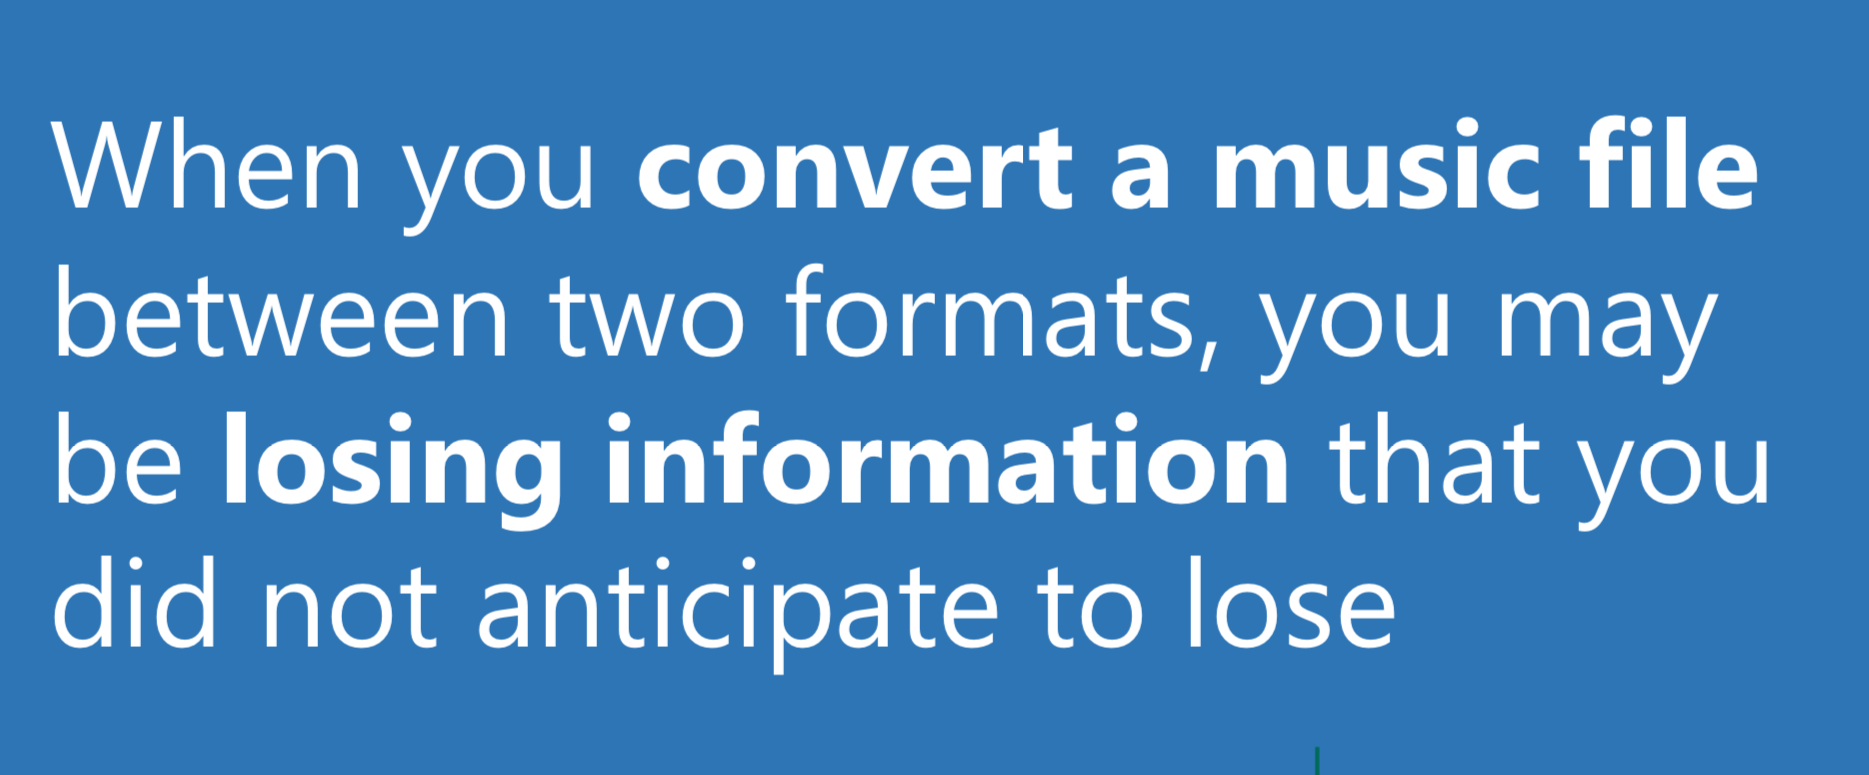 When you convert a music file
between two formats, you may
be losing information that you
did not anticipate to lose